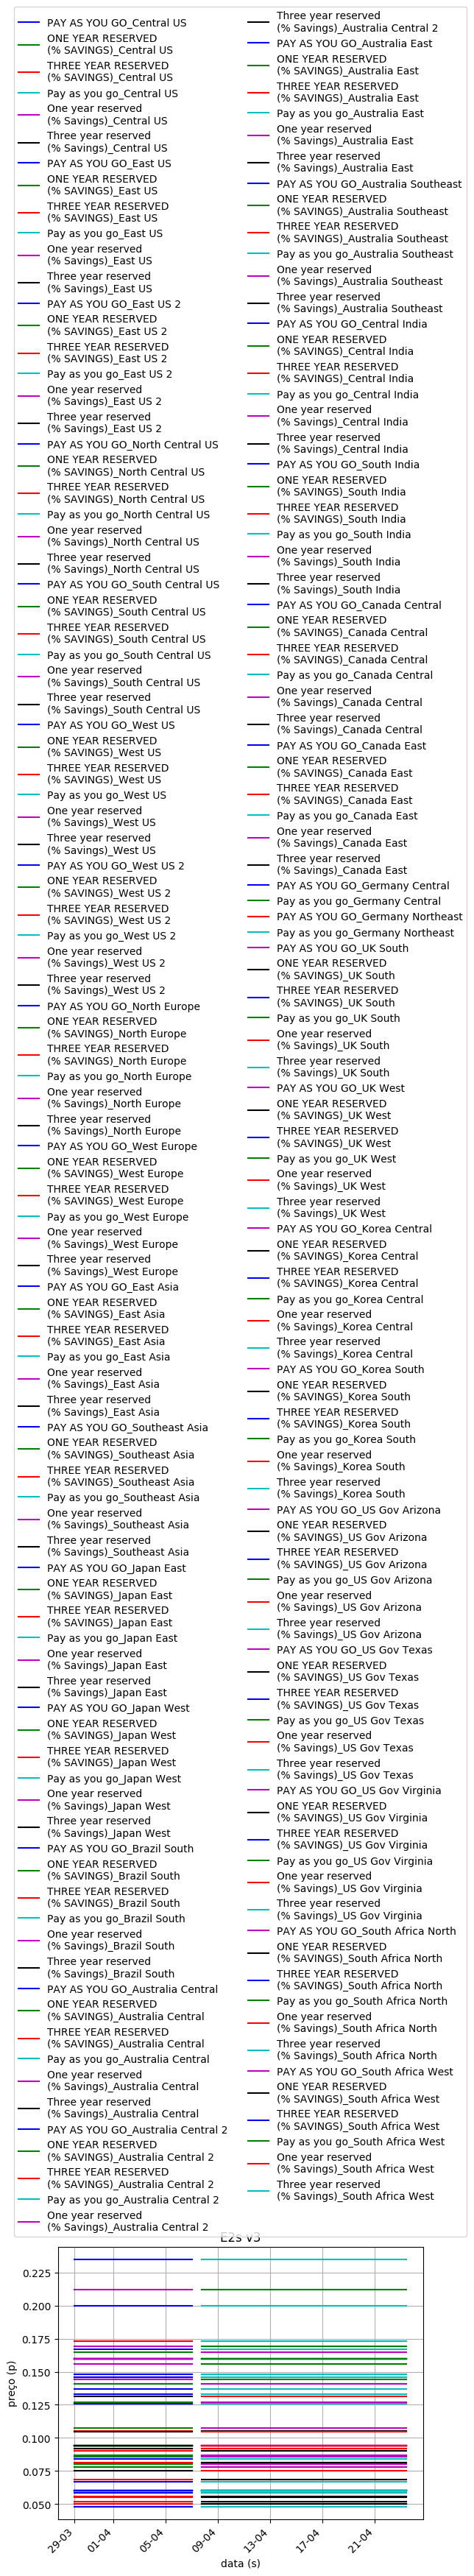 PAY AS YOU GO_Central US
ONE YEAR RESERVED
(% SAVINGS)_Central US
THREE YEAR RESERVED
(% SAVINGS)_Central US
Pay as you go_Central US
One year reserved
(% Savings)_Central US
Three year reserved
(% Savings)_Central US
PAY AS YOU GO_East US
ONE YEAR RESERVED
(% SAVINGS)_East US
THREE YEAR RESERVED
(% SAVINGS)_East US
Pay as you go_East US
One year reserved
(% Savings)_East US
Three year reserved
(% Savings)_East US
PAY AS YOU GO_East US 2
ONE YEAR RESERVED
(% SAVINGS)_East US 2
THREE YEAR RESERVED
(% SAVINGS)_East US 2
Pay as you go_East US 2
One year reserved
(% Savings)_East US 2
Three year reserved
(% Savings)_East US 2
PAY AS YOU GO_North Central US
ONE YEAR RESERVED
(% SAVINGS)_North Central US
THREE YEAR RESERVED
(% SAVINGS)_North Central US
Pay as you go_North Central US
One year reserved
(% Savings)_North Central US
Three year reserved
(% Savings)_North Central US
PAY AS YOU GO_South Central US
ONE YEAR RESERVED
(% SAVINGS)_South Central US
THREE YEAR RESERVED
(% SAVINGS)_South Central US
Pay as you go_South Central US
One year reserved
(% Savings)_South Central US
Three year reserved
(% Savings)_South Central US
PAY AS YOU GO_West US
ONE YEAR RESERVED
(% SAVINGS)_West US
THREE YEAR RESERVED
(% SAVINGS)_West US
Pay as you go_West US
One year reserved
(% Savings)_West US
Three year reserved
(% Savings)_West US
PAY AS YOU GO_West US 2
ONE YEAR RESERVED
(% SAVINGS)_West US 2
THREE YEAR RESERVED
(% SAVINGS)_West US 2
Pay as you go_West US 2
One year reserved
(% Savings)_West US 2
Three year reserved
(% Savings)_West US 2
PAY AS YOU GO_North Europe
ONE YEAR RESERVED
(% SAVINGS)_North Europe
THREE YEAR RESERVED
(% SAVINGS)_North Europe
Pay as you go_North Europe
One year reserved
(% Savings)_North Europe
Three year reserved
(% Savings)_North Europe
PAY AS YOU GO_West Europe
ONE YEAR RESERVED
(% SAVINGS)_West Europe
THREE YEAR RESERVED
(% SAVINGS)_West Europe
Pay as you go_West Europe
One year reserved
(% Savings)_West Europe
Three year reserved
(% Savings)_West Europe
PAY AS YOU GO_East Asia
ONE YEAR RESERVED
(% SAVINGS)_East Asia
THREE YEAR RESERVED
(% SAVINGS)_East Asia
Pay as you go_East Asia
One year reserved
(% Savings)_East Asia
Three year reserved
(% Savings)_East Asia
PAY AS YOU GO_Southeast Asia
ONE YEAR RESERVED
(% SAVINGS)_Southeast Asia
THREE YEAR RESERVED
(% SAVINGS)_Southeast Asia
Pay as you go_Southeast Asia
One year reserved
(% Savings)_Southeast Asia
Three year reserved
(% Savings)_Southeast Asia
PAY AS YOU GO_Japan East
ONE YEAR RESERVED
(% SAVINGS)_Japan East
THREE YEAR RESERVED
(% SAVINGS)_Japan East
Pay as you go_Japan East
One year reserved
(% Savings)_Japan East
Three year reserved
(% Savings)_Japan East
PAY AS YOU GO_Japan West
ONE YEAR RESERVED
(% SAVINGS)_Japan West
THREE YEAR RESERVED
(% SAVINGS)_Japan West
Pay as you go_Japan West
One year reserved
(% Savings)_Japan West
Three year reserved
(% Savings)_Japan West
PAY AS YOU GO_Brazil South
ONE YEAR RESERVED
(% SAVINGS)_Brazil South
THREE YEAR RESERVED
(% SAVINGS)_Brazil South
Pay as you go_Brazil South
One year reserved
(% Savings)_Brazil South
Three year reserved
(% Savings)_Brazil South
PAY AS YOU GO_Australia Central
ONE YEAR RESERVED
(% SAVINGS)_Australia Central
THREE YEAR RESERVED
(% SAVINGS)_Australia Central
Pay as you go_Australia Central
One year reserved
(% Savings)_Australia Central
Three year reserved
(% Savings)_Australia Central
PAY AS YOU GO_Australia Central 2
ONE YEAR RESERVED
(% SAVINGS)_Australia Central 2
THREE YEAR RESERVED
(% SAVINGS)_Australia Central 2
Pay as you go_Australia Central 2
One year reserved
(% Savings)_Australia Central 2
Three year reserved
(% Savings)_Australia Central 2
PAY AS YOU GO_Australia East
ONE YEAR RESERVED
(% SAVINGS)_Australia East
THREE YEAR RESERVED
(% SAVINGS)_Australia East
Pay as you go_Australia East
One year reserved
(% Savings)_Australia East
Three year reserved
(% Savings)_Australia East
PAY AS YOU GO_Australia Southeast
ONE YEAR RESERVED
(% SAVINGS)_Australia Southeast
THREE YEAR RESERVED
(% SAVINGS)_Australia Southeast
Pay as you go_Australia Southeast
One year reserved
(% Savings)_Australia Southeast
Three year reserved
(% Savings)_Australia Southeast
PAY AS YOU GO_Central India
ONE YEAR RESERVED
(% SAVINGS)_Central India
THREE YEAR RESERVED
(% SAVINGS)_Central India
Pay as you go_Central India
One year reserved
(% Savings)_Central India
Three year reserved
(% Savings)_Central India
PAY AS YOU GO_South India
ONE YEAR RESERVED
(% SAVINGS)_South India
THREE YEAR RESERVED
(% SAVINGS)_South India
Pay as you go_South India
One year reserved
(% Savings)_South India
Three year reserved
(% Savings)_South India
PAY AS YOU GO_Canada Central
ONE YEAR RESERVED
(% SAVINGS)_Canada Central
THREE YEAR RESERVED
(% SAVINGS)_Canada Central
Pay as you go_Canada Central
One year reserved
(% Savings)_Canada Central
Three year reserved
(% Savings)_Canada Central
PAY AS YOU GO_Canada East
ONE YEAR RESERVED
(% SAVINGS)_Canada East
THREE YEAR RESERVED
(% SAVINGS)_Canada East
Pay as you go_Canada East
One year reserved
(% Savings)_Canada East
Three year reserved
(% Savings)_Canada East
PAY AS YOU GO_Germany Central
Pay as you go_Germany Central
PAY AS YOU GO_Germany Northeast
Pay as you go_Germany Northeast
PAY AS YOU GO_UK South
ONE YEAR RESERVED
(% SAVINGS)_UK South
THREE YEAR RESERVED
(% SAVINGS)_UK South
Pay as you go_UK South
One year reserved
(% Savings)_UK South
Three year reserved
(% Savings)_UK South
PAY AS YOU GO_UK West
ONE YEAR RESERVED
(% SAVINGS)_UK West
THREE YEAR RESERVED
(% SAVINGS)_UK West
Pay as you go_UK West
One year reserved
(% Savings)_UK West
Three year reserved
(% Savings)_UK West
PAY AS YOU GO_Korea Central
ONE YEAR RESERVED
(% SAVINGS)_Korea Central
THREE YEAR RESERVED
(% SAVINGS)_Korea Central
Pay as you go_Korea Central
One year reserved
(% Savings)_Korea Central
Three year reserved
(% Savings)_Korea Central
PAY AS YOU GO_Korea South
ONE YEAR RESERVED
(% SAVINGS)_Korea South
THREE YEAR RESERVED
(% SAVINGS)_Korea South
Pay as you go_Korea South
One year reserved
(% Savings)_Korea South
Three year reserved
(% Savings)_Korea South
PAY AS YOU GO_US Gov Arizona
ONE YEAR RESERVED
(% SAVINGS)_US Gov Arizona
THREE YEAR RESERVED
(% SAVINGS)_US Gov Arizona
Pay as you go_US Gov Arizona
One year reserved
(% Savings)_US Gov Arizona
Three year reserved
(% Savings)_US Gov Arizona
PAY AS YOU GO_US Gov Texas
ONE YEAR RESERVED
(% SAVINGS)_US Gov Texas
THREE YEAR RESERVED
(% SAVINGS)_US Gov Texas
Pay as you go_US Gov Texas
One year reserved
(% Savings)_US Gov Texas
Three year reserved
(% Savings)_US Gov Texas
PAY AS YOU GO_US Gov Virginia
ONE YEAR RESERVED
(% SAVINGS)_US Gov Virginia
THREE YEAR RESERVED
(% SAVINGS)_US Gov Virginia
Pay as you go_US Gov Virginia
One year reserved
(% Savings)_US Gov Virginia
Three year reserved
(% Savings)_US Gov Virginia
PAY AS YOU GO_South Africa North
ONE YEAR RESERVED
(% SAVINGS)_South Africa North
THREE YEAR RESERVED
(% SAVINGS)_South Africa North
Pay as you go_South Africa North
One year reserved
(% Savings)_South Africa North
Three year reserved
(% Savings)_South Africa North
PAY AS YOU GO_South Africa West
ONE YEAR RESERVED
(% SAVINGS)_South Africa West
THREE YEAR RESERVED
(% SAVINGS)_South Africa West
Pay as you go_South Africa West
One year reserved
(% Savings)_South Africa West
Three year reserved
(% Savings)_South Africa West
E2s v3
0.225
0.200
0.175
0.150
0.125
0.100
0.075
0.050
preço (p)
29-03
01-04
05-04
09-04
13-04
17-04
21-04
data (s)